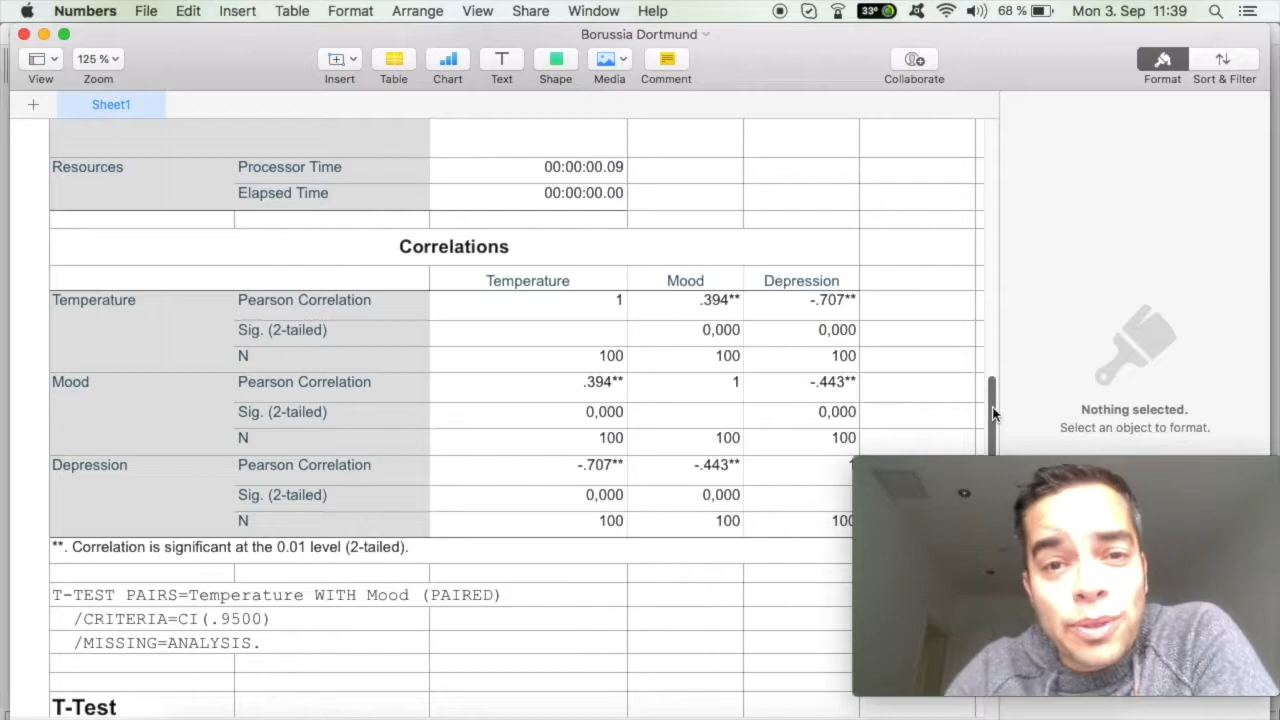 Numbers File Edit Insert Table Format Arrange View Share Window Help 33° 68 % Mon 3. Sep 11:39
Borussia Dortmund
125 %
View Zoom Insert Table Chart Text Shape Media Comment Collaborate Format Sort & Filter
Sheet1
Resources Processor Time 00:00:00.09
Elapsed Time 00:00:00.00
Correlations
Temperature Mood Depression
Temperature Pearson Correlation 1 .394** -.707**
Sig. (2-tailed) 0,000 0,000
N 100 100 100
Mood Pearson Correlation .394** 1 -.443**
Sig. (2-tailed) 0,000 0,000
N 100 100 100
Depression Pearson Correlation -.707** -.443**
Sig. (2-tailed) 0,000 0,000
N 100 100 100
**. Correlation is significant at the 0.01 level (2-tailed).
T-TEST PAIRS=Temperature WITH Mood (PAIRED)
/CRITERIA=CI(.9500)
/MISSING=ANALYSIS.
T-Test
Nothing selected.
Select an object to format.